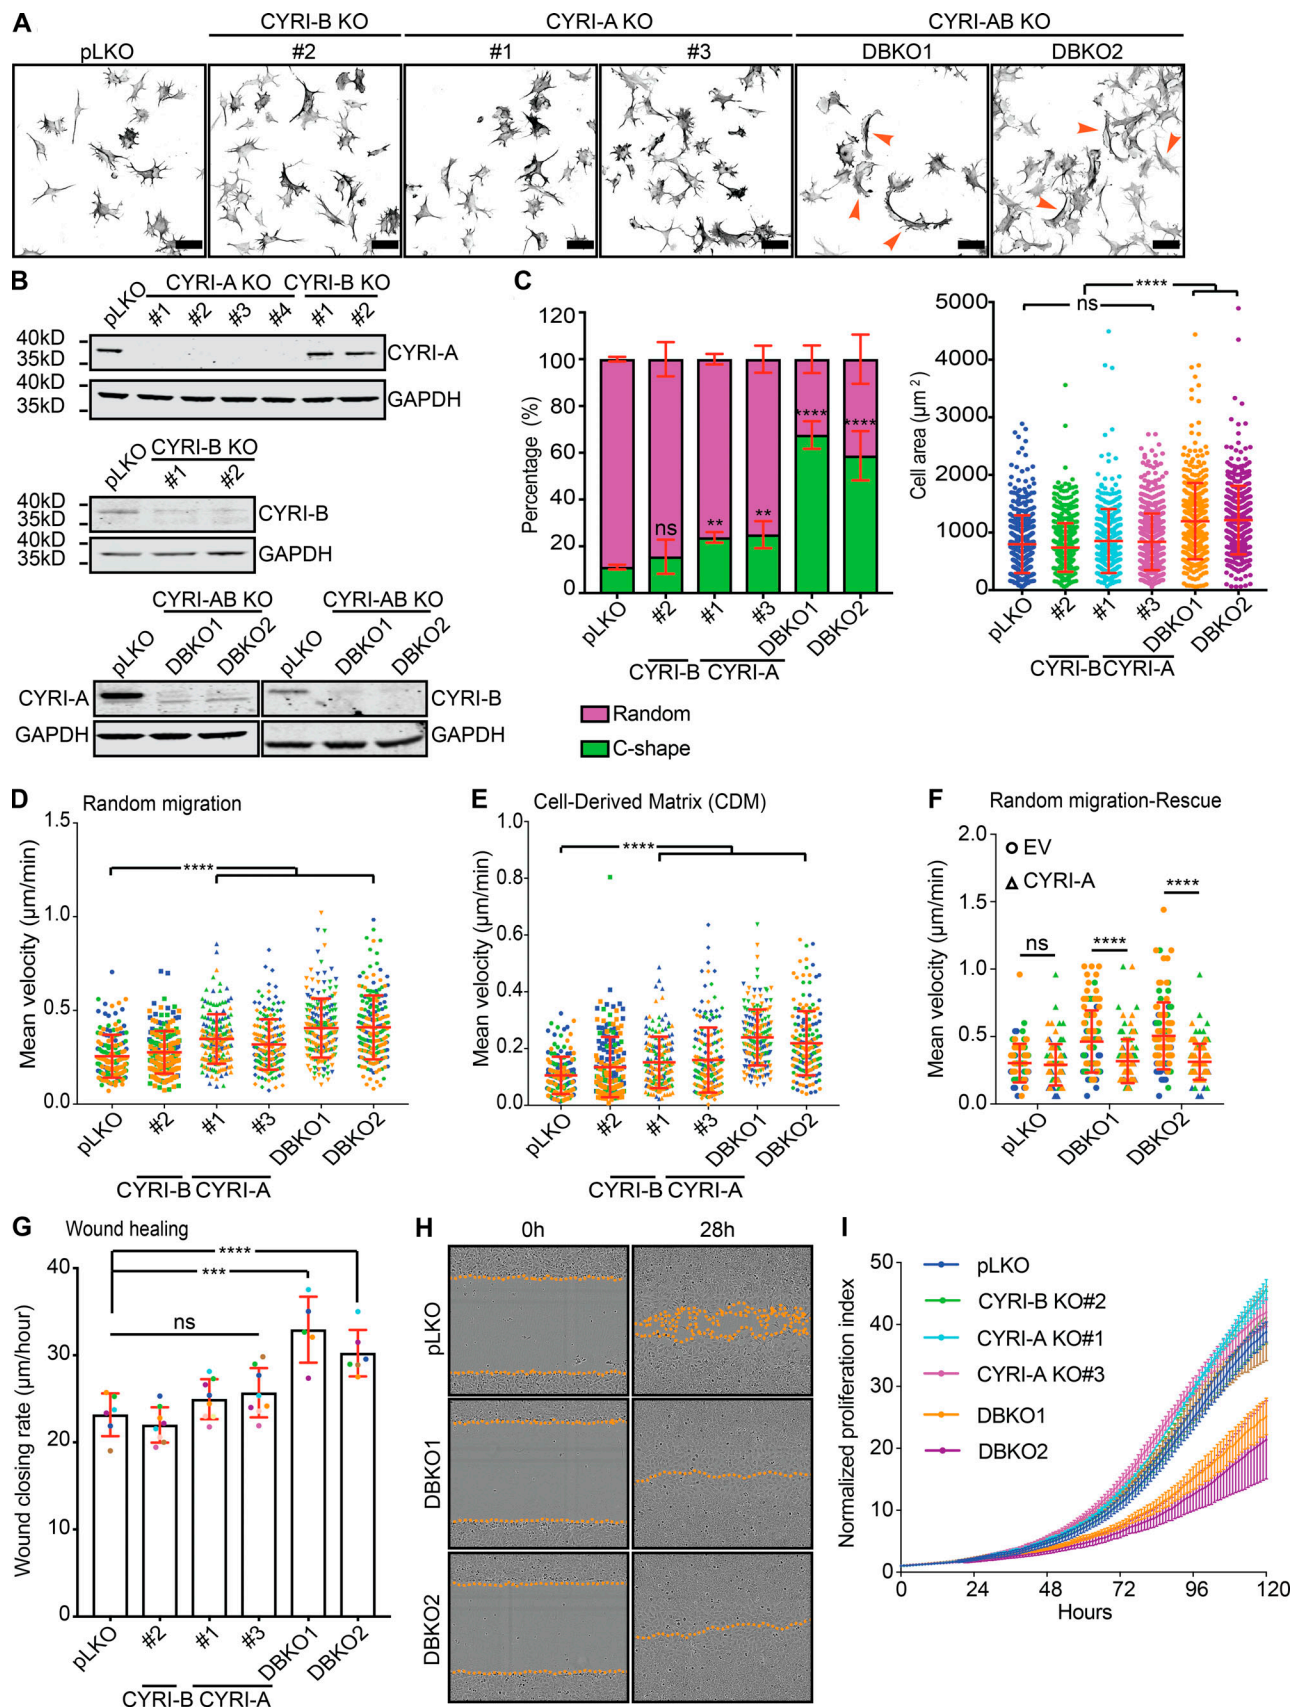 A
CYRI-B KO
CYRI-A KO
CYRI-AB KO
pLKO
#2
#1
#3
DBKO1
DBKO2
B
CYRI-A KO
CYRI-B KO
pLKO
#1
#2
#3
#4
#1
#2
40kD
35kD
CYRI-A
40kD
35kD
GAPDH
pLKO
CYRI-B KO
#1
#2
40kD
35kD
CYRI-B
40kD
35kD
GAPDH
CYRI-AB KO
CYRI-AB KO
pLKO
DBKO1
DBKO2
pLKO
DBKO1
DBKO2
CYRI-A
CYRI-B
GAPDH
GAPDH
C
Percentage (%)
120
100
80
60
40
20
0
ns
**
**
****
****
pLKO
#2
#1
#3
DBKO1
DBKO2
CYRI-B
CYRI-A
Random
C-shape
Cell area (µm²)
5000
4000
3000
2000
1000
0
****
ns
pLKO
#2
#1
#3
DBKO1
DBKO2
CYRI-B
CYRI-A
D
Random migration
Mean velocity (µm/min)
1.5
1.0
0.5
0.0
****
pLKO
#2
#1
#3
DBKO1
DBKO2
CYRI-B
CYRI-A
E
Cell-Derived Matrix (CDM)
Mean velocity (µm/min)
1.0
0.8
0.6
0.4
0.2
0.0
****
pLKO
#2
#1
#3
DBKO1
DBKO2
CYRI-B
CYRI-A
F
Random migration-Rescue
Mean velocity (µm/min)
2.0
1.5
1.0
0.5
0.0
EV
CYRI-A
ns
****
****
pLKO
DBKO1
DBKO2
G
Wound healing
Wound closing rate (µm/hour)
40
30
20
10
0
****
***
ns
pLKO
#2
#1
#3
DBKO1
DBKO2
CYRI-B
CYRI-A
H
0h
28h
pLKO
DBKO1
DBKO2
I
Normalized proliferation index
50
40
30
20
10
0
pLKO
CYRI-B KO#2
CYRI-A KO#1
CYRI-A KO#3
DBKO1
DBKO2
0
24
48
72
96
120
Hours